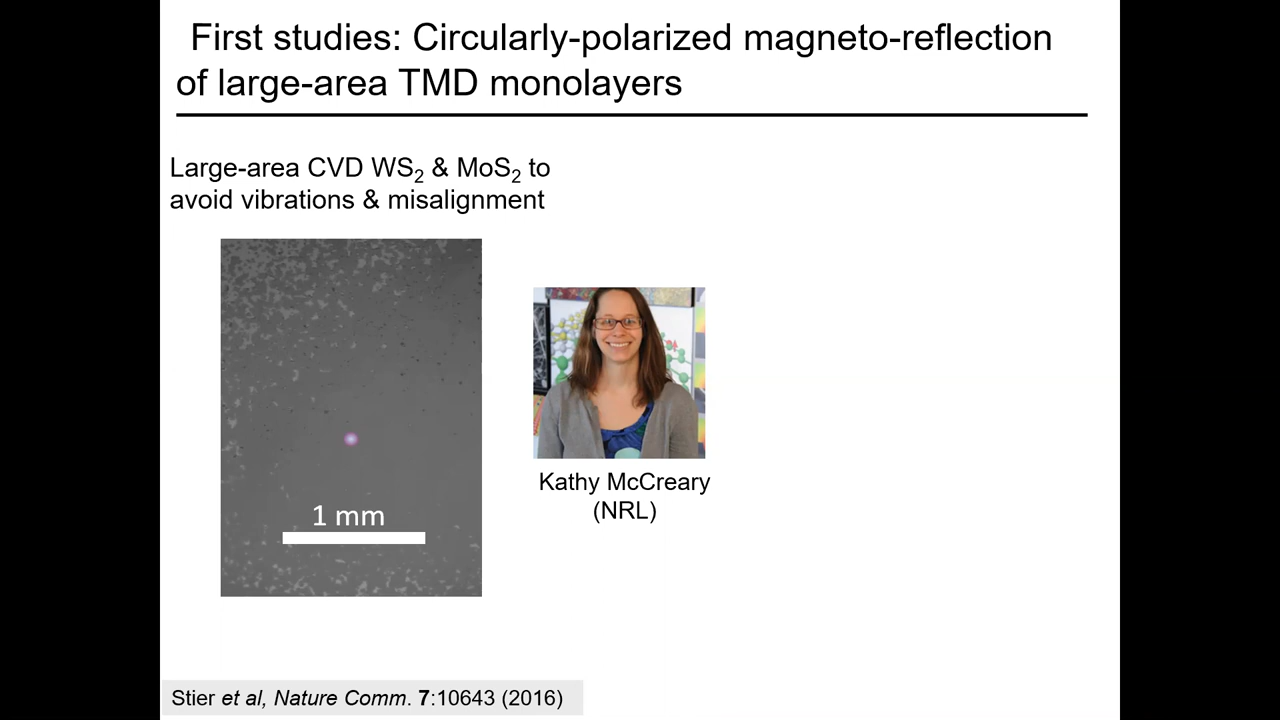 First studies: Circularly-polarized magneto-reflection
of large-area TMD monolayers
Large-area CVD WS₂ & MoS₂ to
avoid vibrations & misalignment
1 mm
Kathy McCreary
(NRL)
Stier et al, Nature Comm. 7:10643 (2016)